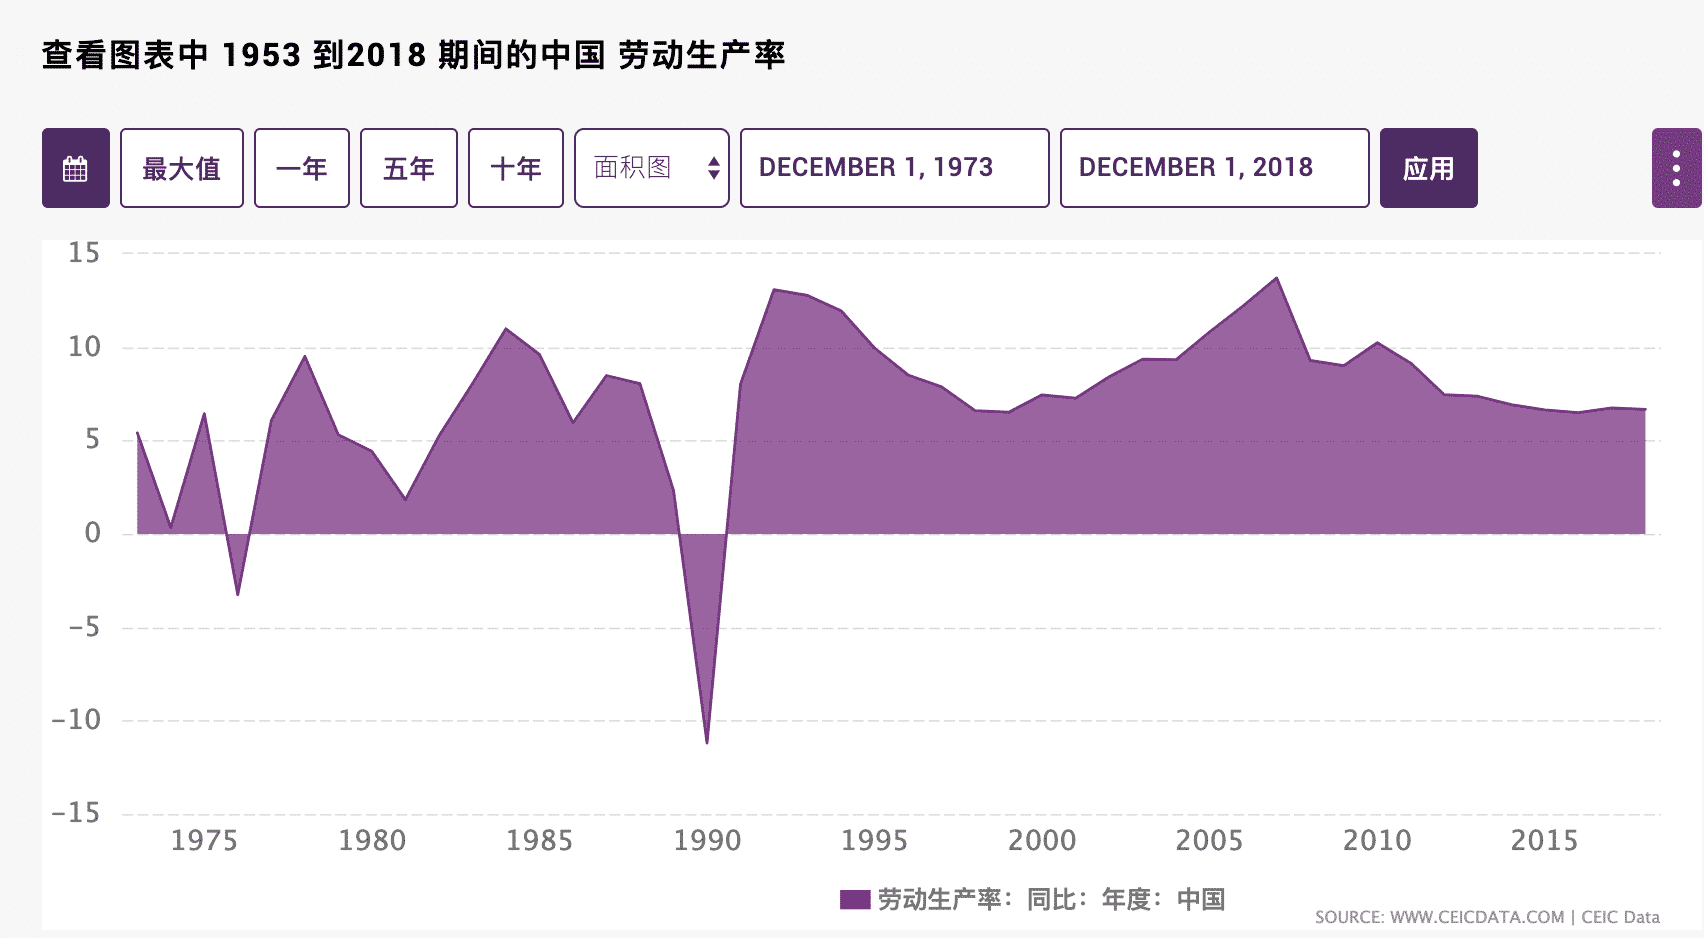 查看图表中 1953 到2018 期间的中国 劳动生产率
最大值 一年 五年 十年 面积图 DECEMBER 1, 1973 DECEMBER 1, 2018 应用
15
10
5
0
−5
−10
−15
1975 1980 1985 1990 1995 2000 2005 2010 2015
劳动生产率：同比：年度：中国
SOURCE: WWW.CEICDATA.COM | CEIC Data